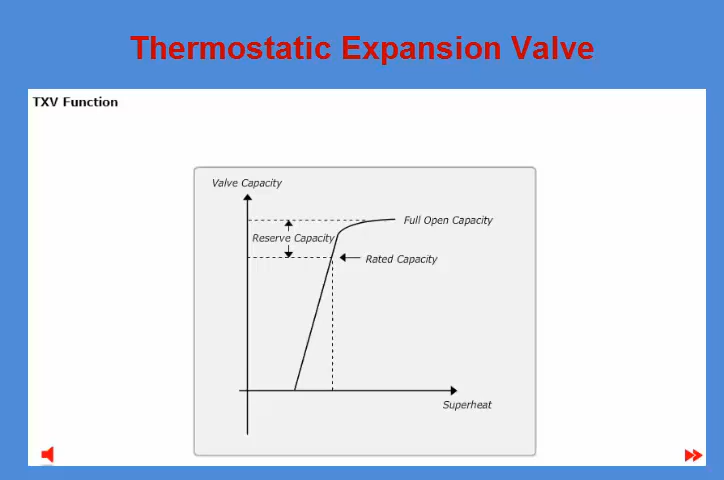 Thermostatic Expansion Valve
TXV Function
Valve Capacity
Full Open Capacity
Reserve Capacity
Rated Capacity
Superheat